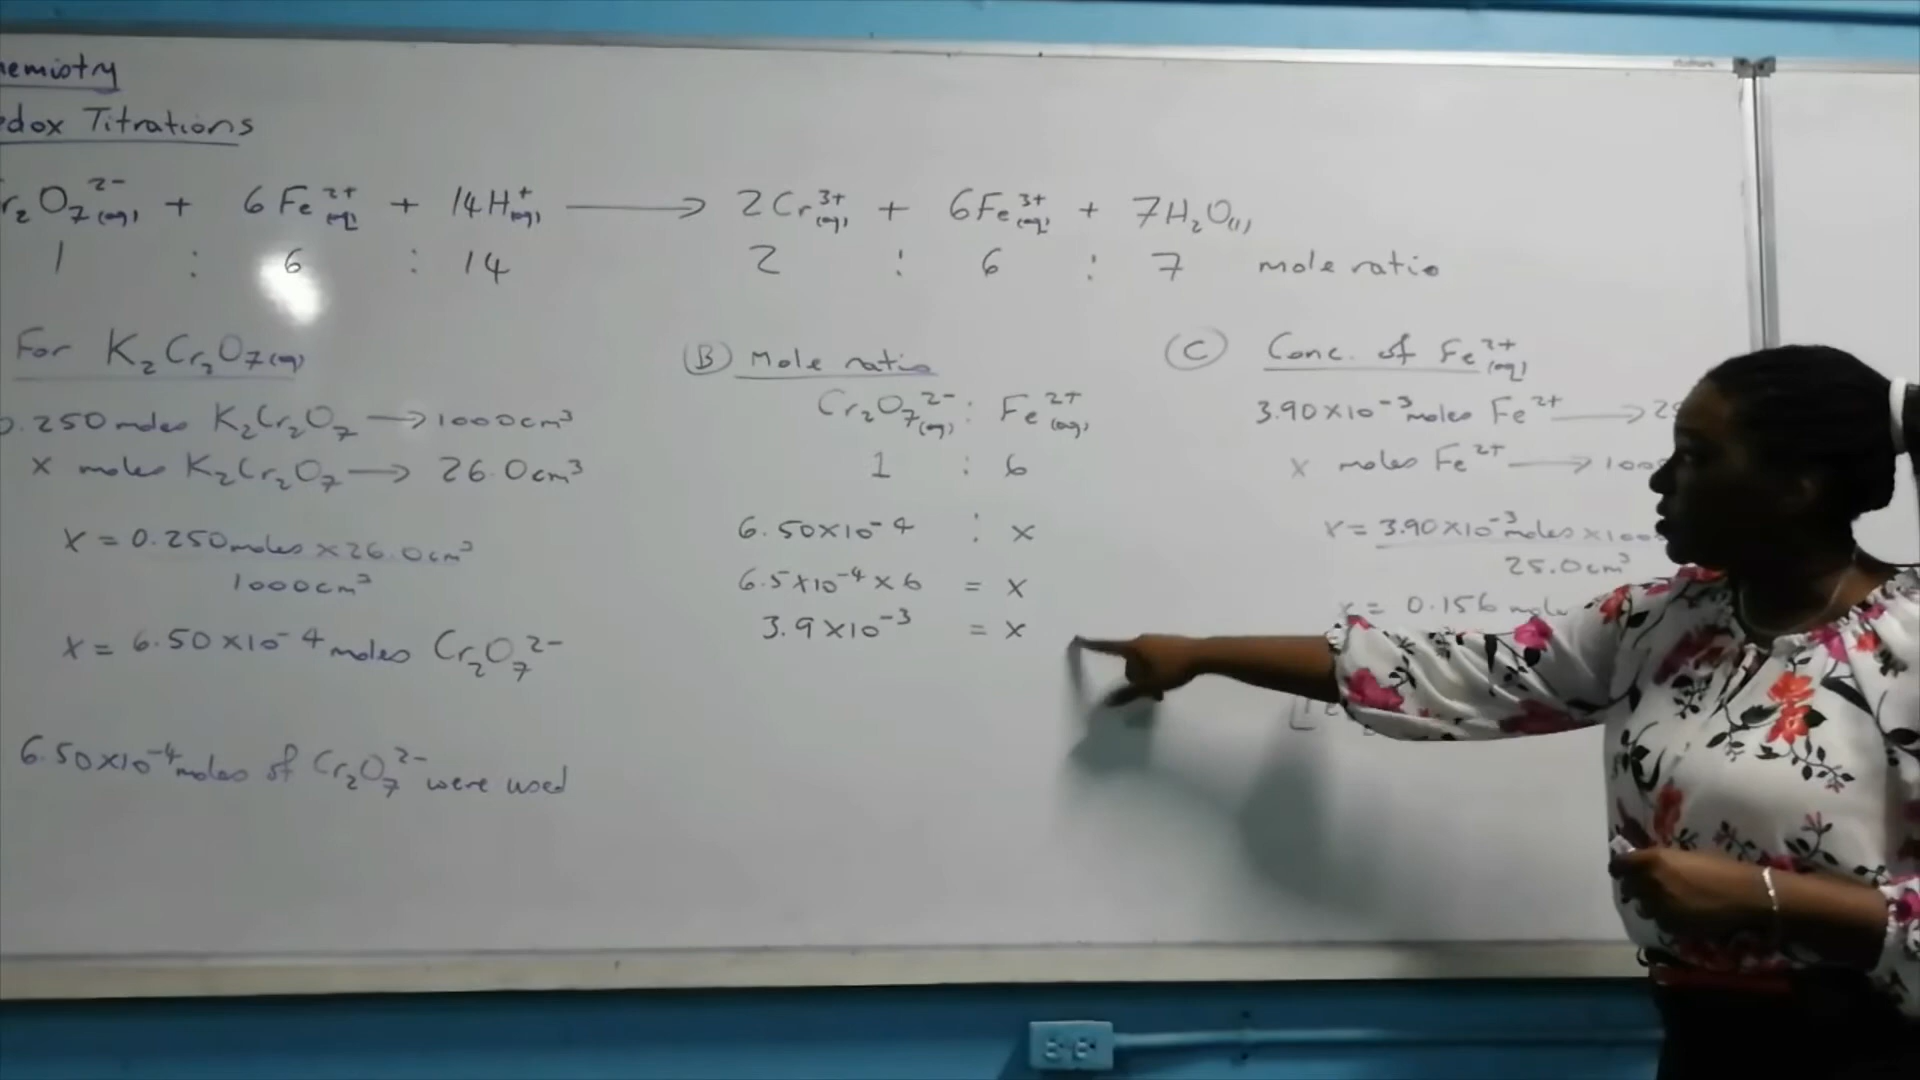 hemistry
edox Titrations
r₂O₇²⁻(aq) + 6Fe²⁺(aq) + 14H⁺(aq) ⟶ 2Cr³⁺(aq) + 6Fe³⁺(aq) + 7H₂O(l)
1 : 6 : 14 2 : 6 : 7 mole ratio
For K₂Cr₂O₇(aq)
0.250 moles K₂Cr₂O₇ → 1000cm³
x moles K₂Cr₂O₇ → 26.0cm³
x = 0.250 moles × 26.0cm³
1000cm³
x = 6.50×10⁻⁴ moles Cr₂O₇²⁻
6.50×10⁻⁴ moles of Cr₂O₇²⁻ were used
(B) Mole ratio
Cr₂O₇²⁻(aq) : Fe²⁺(aq)
1 : 6
6.50×10⁻⁴ : x
6.5×10⁻⁴ × 6 = x
3.9×10⁻³ = x
(C) Conc. of Fe²⁺(aq)
3.90×10⁻³ moles Fe²⁺ → 2
x moles Fe²⁺ → 100
x = 3.90×10⁻³ moles × 100
25.0cm³
x = 0.156 mole